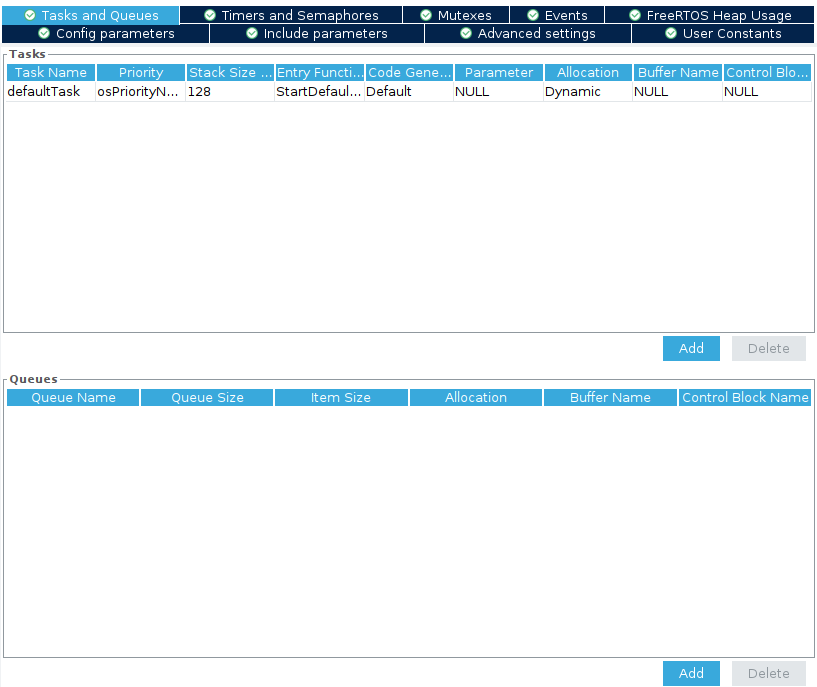 Tasks and Queues Timers and Semaphores Mutexes Events FreeRTOS Heap Usage
Config parameters Include parameters Advanced settings User Constants
Tasks
Task Name Priority Stack Size ... Entry Functi... Code Gene... Parameter Allocation Buffer Name Control Blo...
defaultTask osPriorityN... 128 StartDefaul... Default NULL Dynamic NULL NULL
Add Delete
Queues
Queue Name Queue Size Item Size Allocation Buffer Name Control Block Name
Add Delete